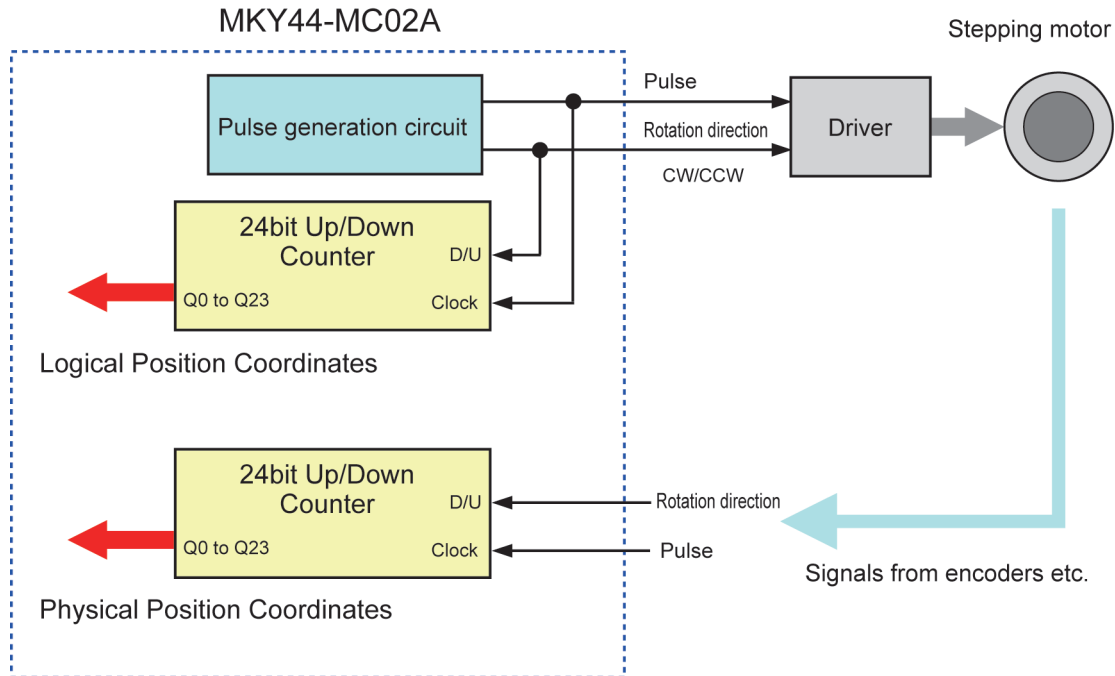 MKY44-MC02A
Stepping motor
Pulse generation circuit
Pulse
Rotation direction
CW/CCW
Driver
24bit Up/Down
Counter
D/U
Clock
Q0 to Q23
Logical Position Coordinates
24bit Up/Down
Counter
D/U
Clock
Q0 to Q23
Rotation direction
Pulse
Signals from encoders etc.
Physical Position Coordinates